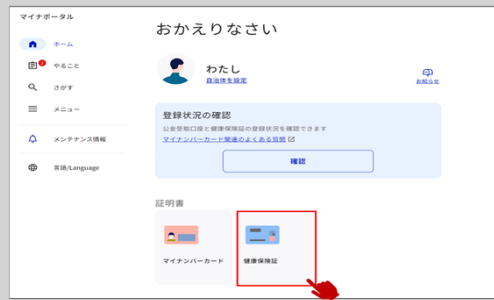 マイナポータル
ホーム
やること
さがす
メニュー
メンテナンス情報
言語/Language
おかえりなさい
わたし
自治体を設定
お知らせ
登録状況の確認
公金受取口座と健康保険証の登録状況を確認できます
マイナンバーカード関連のよくある質問
確認
証明書
マイナンバーカード
健康保険証